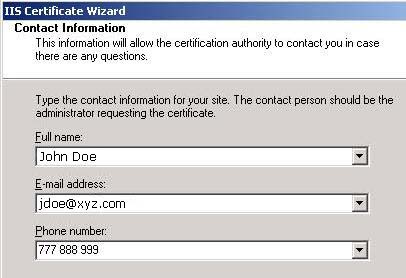 IIS Certificate Wizard
Contact Information
This information will allow the certification authority to contact you in case
there are any questions.
Type the contact information for your site. The contact person should be the
administrator requesting the certificate.
Full name:
John Doe
E-mail address:
jdoe@xyz.com
Phone number:
777 888 999